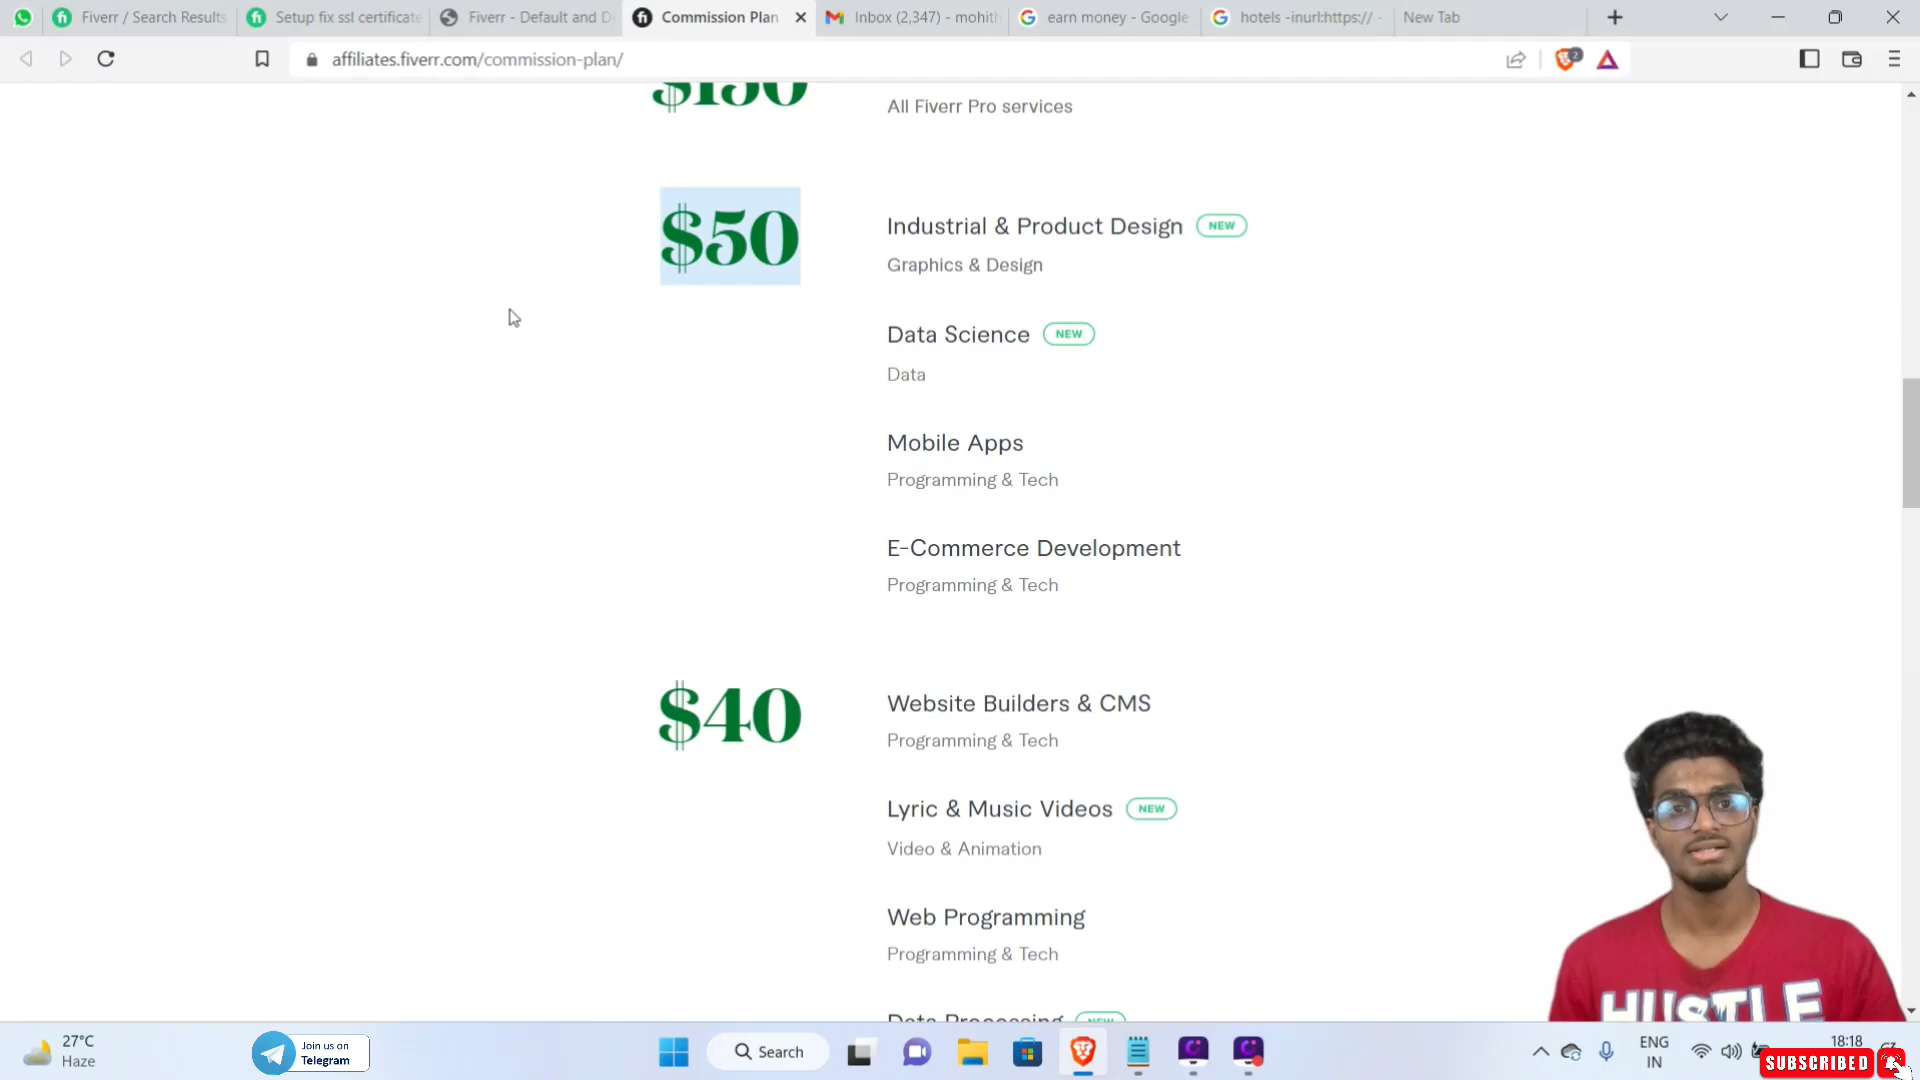 Fiverr / Search Results
Setup fix ssl certificate
Fiverr - Default and D
Commission Plan
Inbox (2,347) - mohith
earn money - Google
hotels -inurl:https:// -
New Tab
affiliates.fiverr.com/commission-plan/
2
$150
All Fiverr Pro services
$50
Industrial & Product Design NEW
Graphics & Design
Data Science NEW
Data
Mobile Apps
Programming & Tech
E-Commerce Development
Programming & Tech
$40
Website Builders & CMS
Programming & Tech
Lyric & Music Videos NEW
Video & Animation
Web Programming
Programming & Tech
Data Processing NEW
HUSTLE
27°C
Haze
Join us on
Telegram
Search
ENG
IN
18:18
SUBSCRIBED